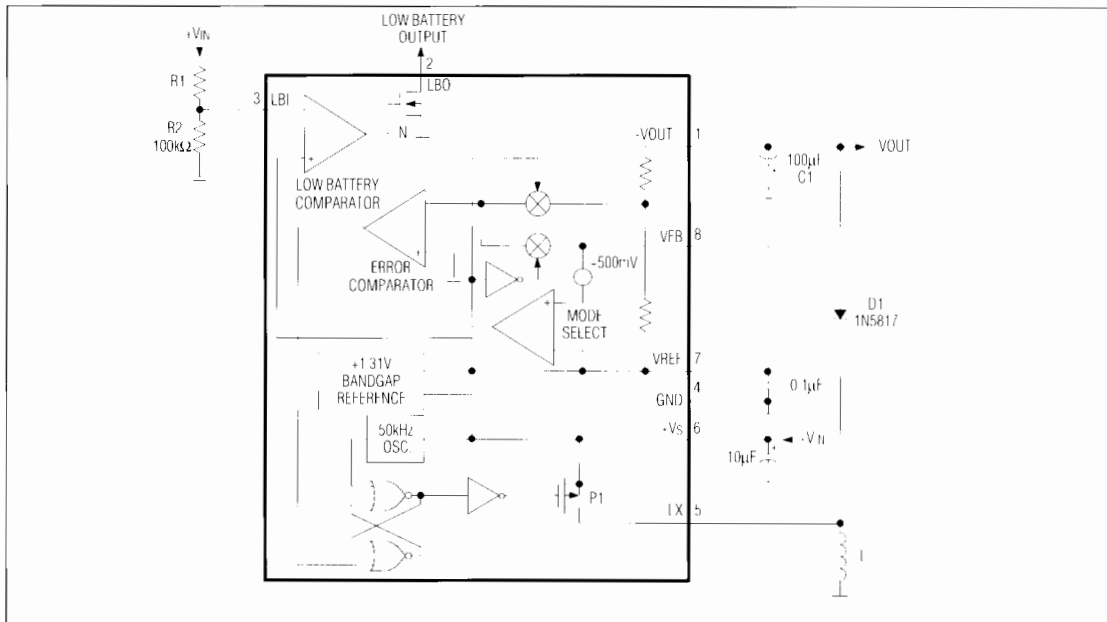 LOW BATTERY
OUTPUT
+VIN
2
LBO
R1
3
LBI
R2
100kΩ
N
LOW BATTERY
COMPARATOR
ERROR
COMPARATOR
+
+
+
-VOUT
1
100µF
C1
VOUT
VFB
8
-500mV
MODE
SELECT
D1
1N5817
+1.31V
BANDGAP
REFERENCE
VREF
7
4
GND
0.1µF
+VS
6
10µF
+
50kHz
OSC.
P1
LX
5